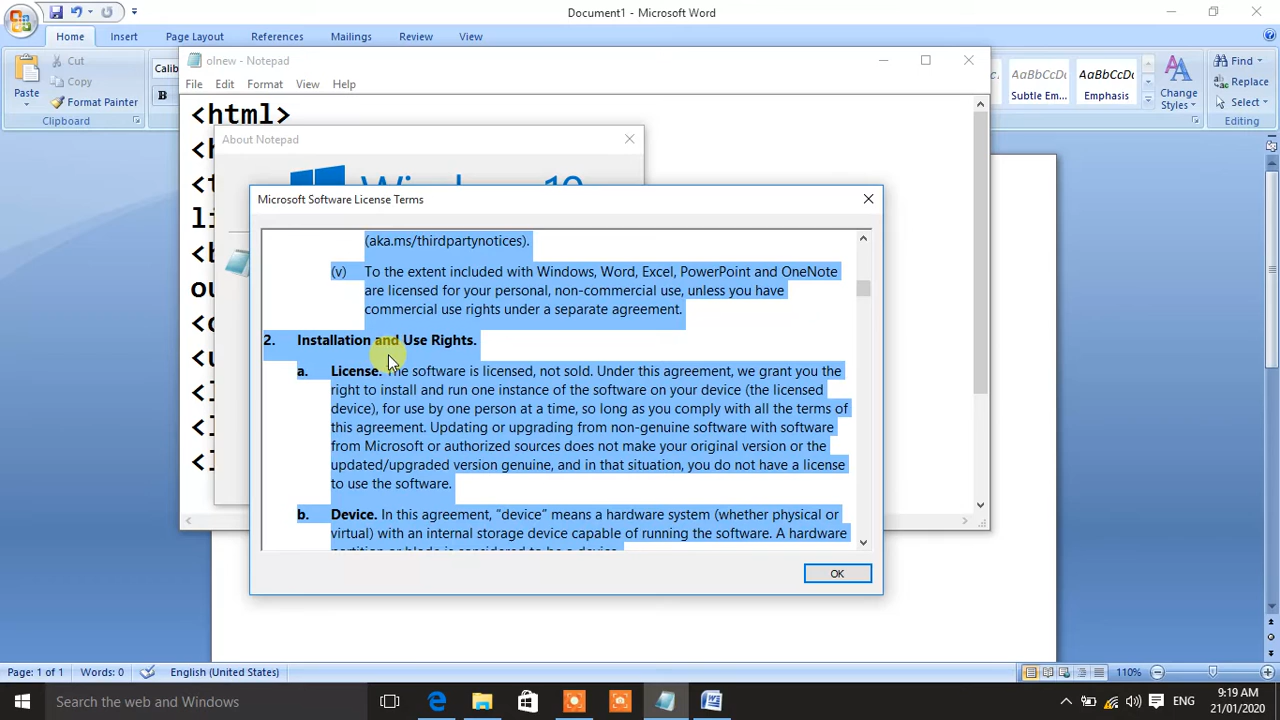 Document1 - Microsoft Word
Home Insert Page Layout References Mailings Review View
Paste
Cut
Copy
Format Painter
Clipboard
Calib
B
AaBbCcD
Subtle Em...
AaBbCcD
Emphasis
Change Styles
Find
Replace
Select
Editing
olnew - Notepad
File Edit Format View Help
<html>
About Notepad
Microsoft Software License Terms
(aka.ms/thirdpartynotices).
(v) To the extent included with Windows, Word, Excel, PowerPoint and OneNote
are licensed for your personal, non-commercial use, unless you have
commercial use rights under a separate agreement.
2. Installation and Use Rights.
a. License. The software is licensed, not sold. Under this agreement, we grant you the
right to install and run one instance of the software on your device (the licensed
device), for use by one person at a time, so long as you comply with all the terms of
this agreement. Updating or upgrading from non-genuine software with software
from Microsoft or authorized sources does not make your original version or the
updated/upgraded version genuine, and in that situation, you do not have a license
to use the software.
b. Device. In this agreement, “device” means a hardware system (whether physical or
virtual) with an internal storage device capable of running the software. A hardware
partition or blade is considered to be a device.
OK
Page: 1 of 1 Words: 0 English (United States) 110%
Search the web and Windows
ENG
9:19 AM
21/01/2020